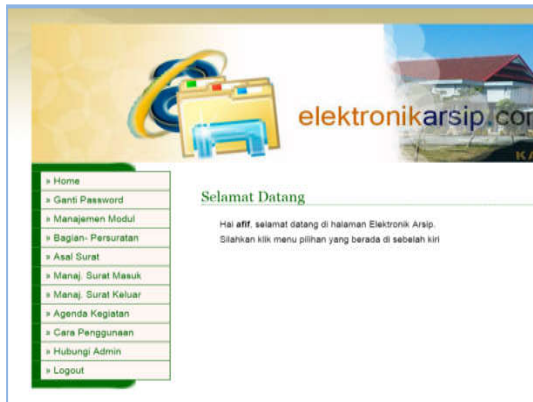 elektronikarsip.com
KA
» Home
» Ganti Password
» Manajemen Modul
» Bagian- Persuratan
» Asal Surat
» Manaj. Surat Masuk
» Manaj. Surat Keluar
» Agenda Kegiatan
» Cara Penggunaan
» Hubungi Admin
» Logout
Selamat Datang
Hai afif, selamat datang di halaman Elektronik Arsip.
Silahkan klik menu pilihan yang berada di sebelah kiri